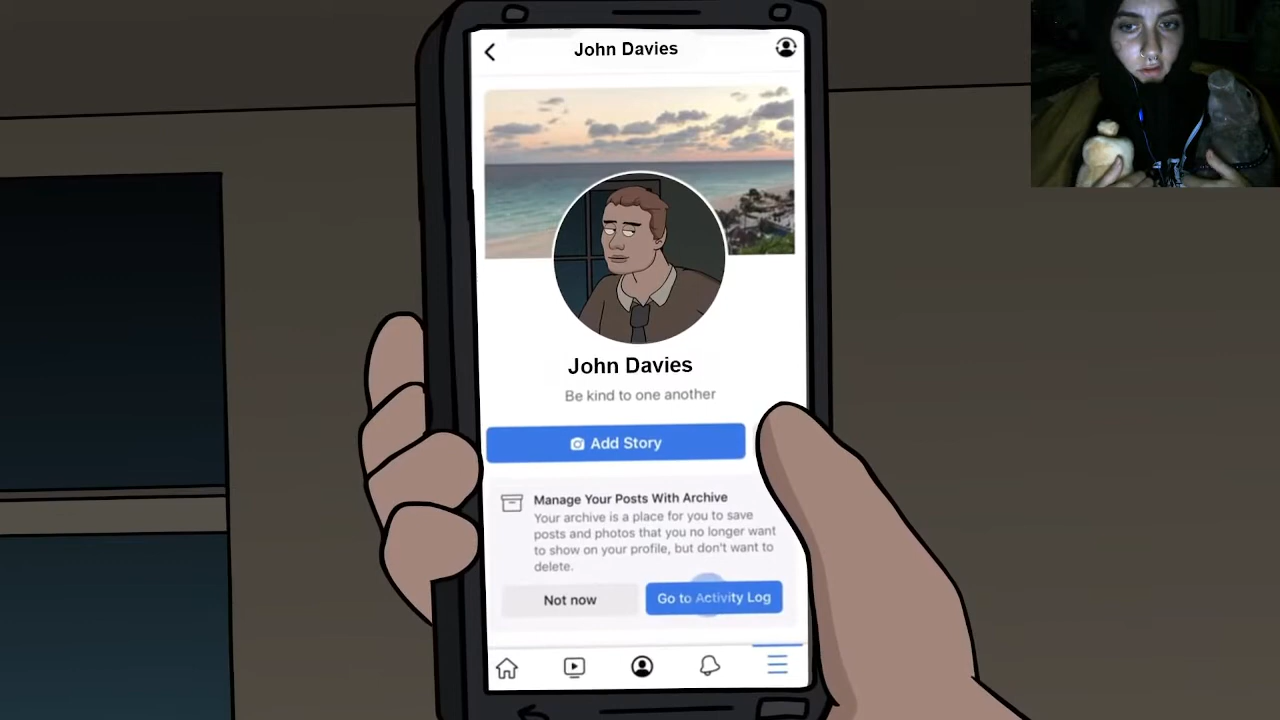 John Davies
John Davies
Be kind to one another
Add Story
Manage Your Posts With Archive
Your archive is a place for you to save
posts and photos that you no longer want
to show on your profile, but don't want to
delete.
Not now
Go to Activity Log